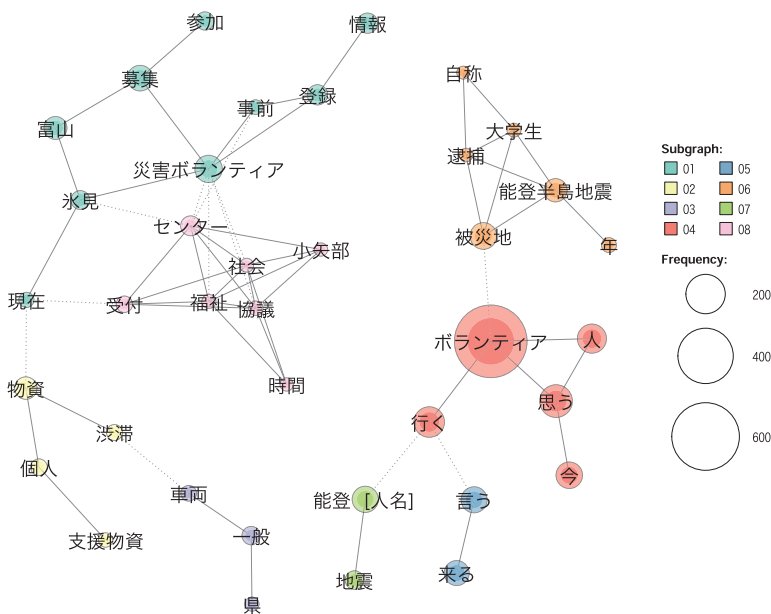 参加
情報
募集
登録
事前
富山
災害ボランティア
氷見
センター
小矢部
社会
現在
受付
福祉
協議
時間
物資
渋滞
個人
支援物資
車両
一般
県
自称
大学生
逮捕
能登半島地震
被災地
年
ボランティア
人
思う
行く
今
能登 [人名]
言う
地震
来る
Subgraph:
01 05
02 06
03 07
04 08
Frequency:
200
400
600